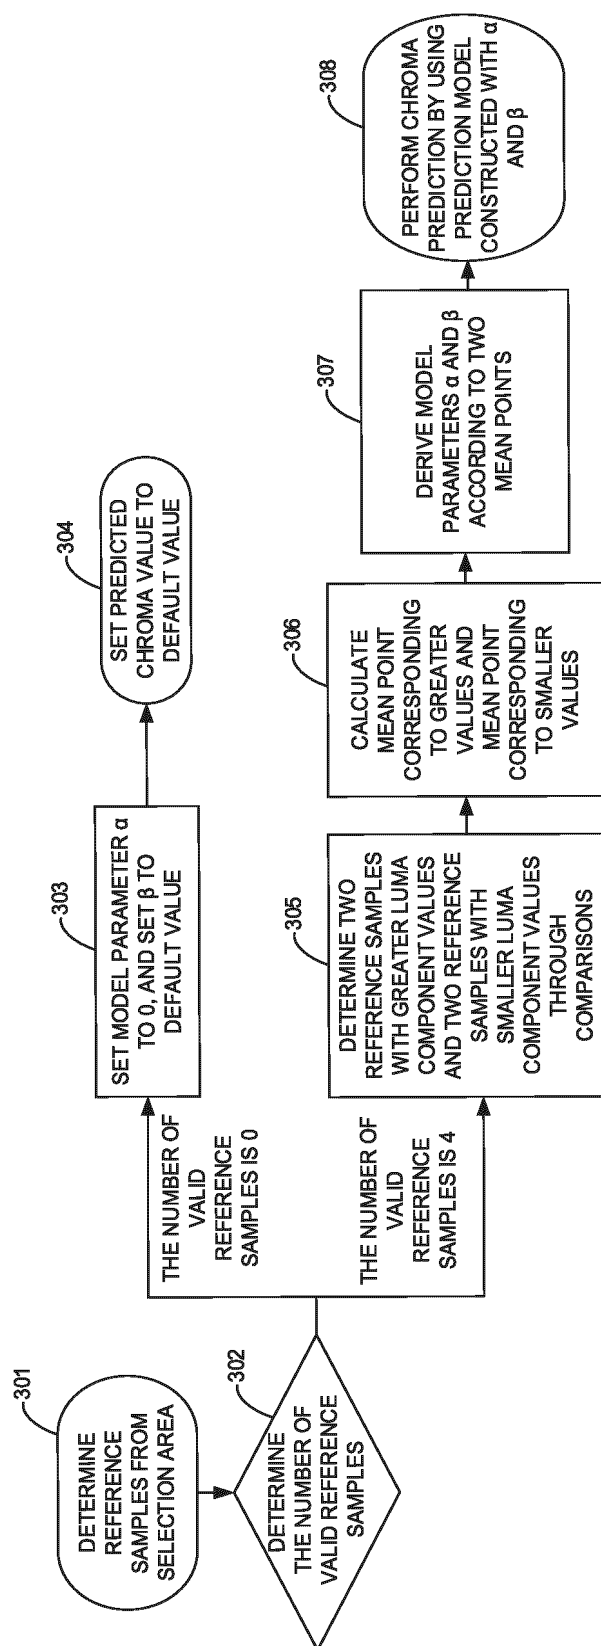 301
DETERMINE
REFERENCE
SAMPLES FROM
SELECTION AREA
302
DETERMINE
THE NUMBER OF
VALID REFERENCE
SAMPLES
THE NUMBER OF
VALID
REFERENCE
SAMPLES IS 0
303
SET MODEL PARAMETER α
TO 0, AND SET β TO
DEFAULT VALUE
304
SET PREDICTED
CHROMA VALUE TO
DEFAULT VALUE
THE NUMBER OF
VALID
REFERENCE
SAMPLES IS 4
305
DETERMINE TWO
REFERENCE SAMPLES
WITH GREATER LUMA
COMPONENT VALUES
AND TWO REFERENCE
SAMPLES WITH
SMALLER LUMA
COMPONENT VALUES
THROUGH
COMPARISONS
306
CALCULATE
MEAN POINT
CORRESPONDING
TO GREATER
VALUES AND
MEAN POINT
CORRESPONDING
TO SMALLER
VALUES
307
DERIVE MODEL
PARAMETERS α AND β
ACCORDING TO TWO
MEAN POINTS
308
PERFORM CHROMA
PREDICTION BY USING
PREDICTION MODEL
CONSTRUCTED WITH α
AND β